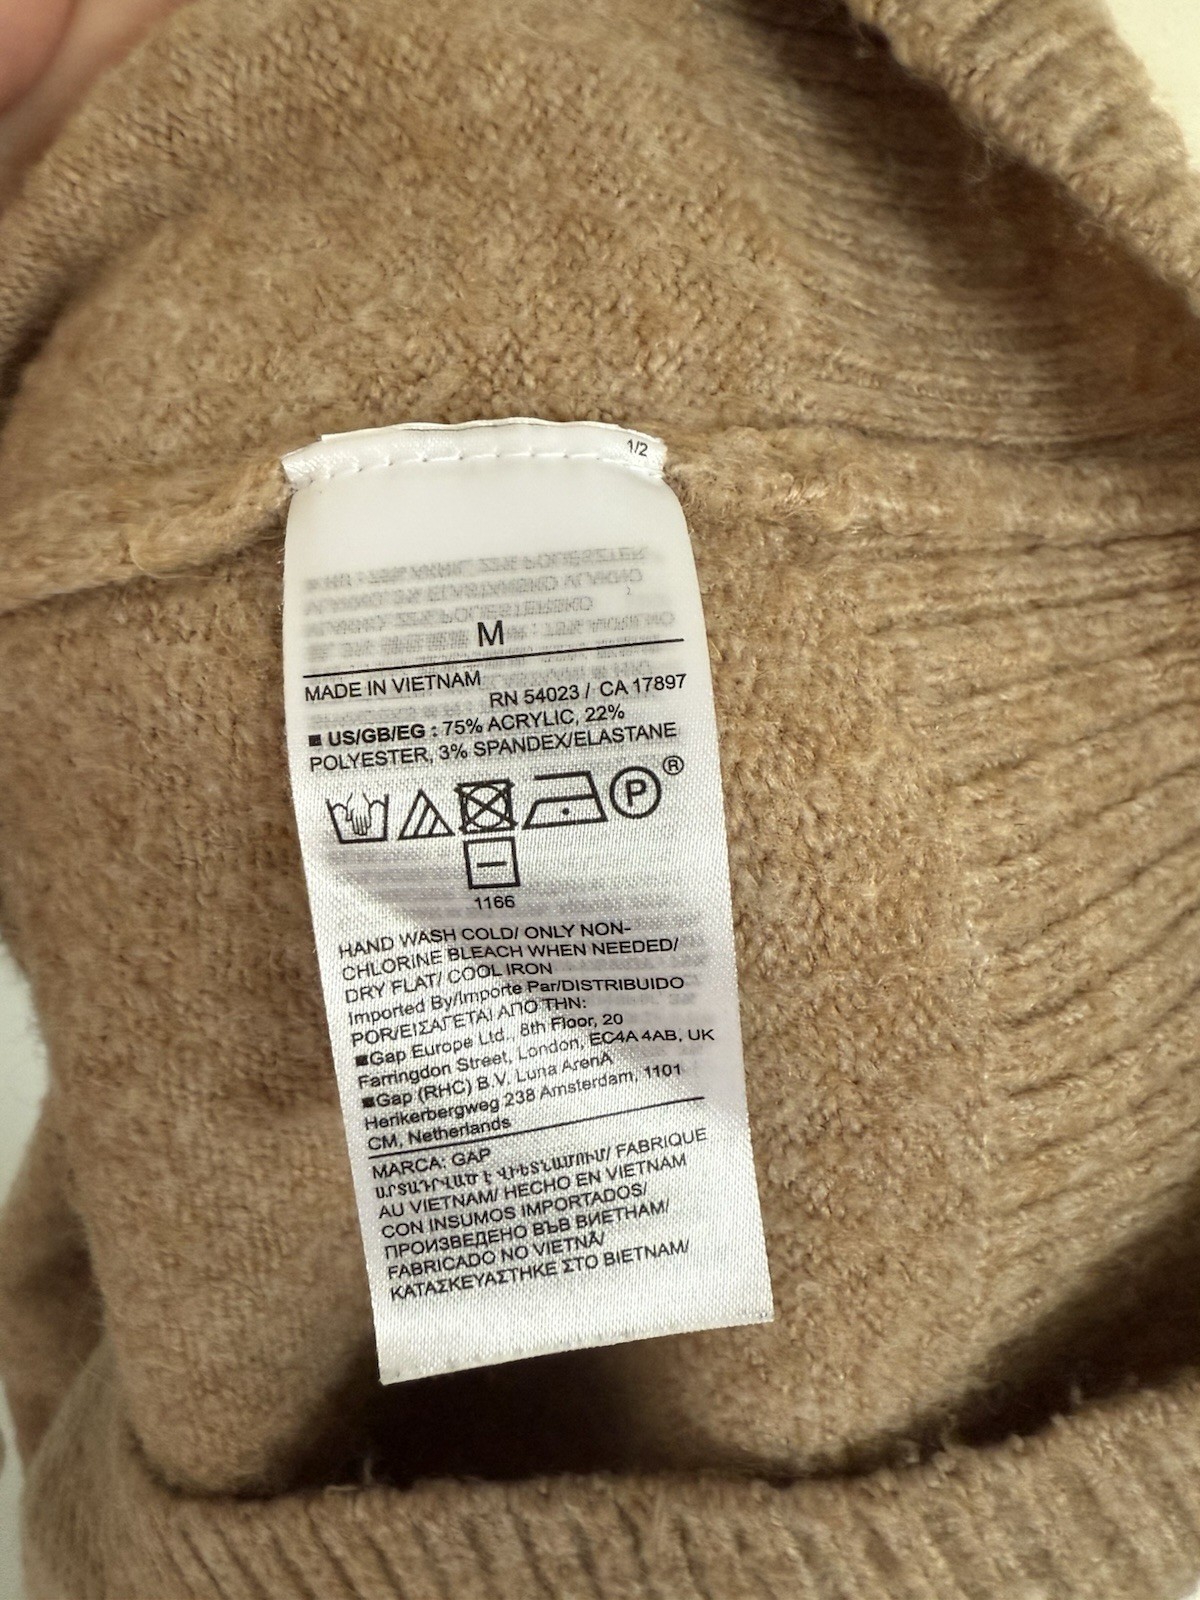 1/2
M
MADE IN VIETNAM
RN 54023 / CA 17897
US/GB/EG : 75% ACRYLIC, 22%
POLYESTER, 3% SPANDEX/ELASTANE
P ®
1166
HAND WASH COLD/ ONLY NON-
CHLORINE BLEACH WHEN NEEDED/
DRY FLAT/ COOL IRON
Imported By/Importe Par/DISTRIBUIDO
POR/ΕΙΣΑΓΕΤΑΙ ΑΠΟ ΤΗΝ:
Gap Europe Ltd., 8th Floor, 20
Farringdon Street, London, EC4A 4AB, UK
Gap (RHC) B.V. Luna ArenA
Herikerbergweg 238 Amsterdam, 1101
CM, Netherlands
MARCA: GAP
ԱՐՏԱԴՐՎԱԾ Է ՎԻԵՏՆԱՄՈՒՄ/ FABRIQUE
AU VIETNAM/ HECHO EN VIETNAM
CON INSUMOS IMPORTADOS/
ПРОИЗВЕДЕНО ВЪВ ВИЕТНАМ/
FABRICADO NO VIETNÃ/
ΚΑΤΑΣΚΕΥΑΣΤΗΚΕ ΣΤΟ ΒΙΕΤΝΑΜ/